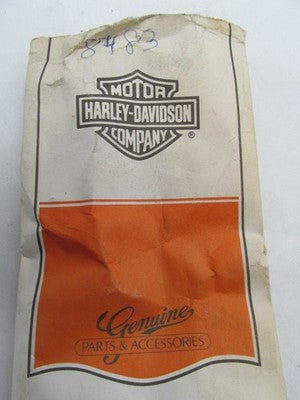 8483
MOTOR
HARLEY-DAVIDSON
COMPANY
®
Genuine
PARTS & ACCESSORIES